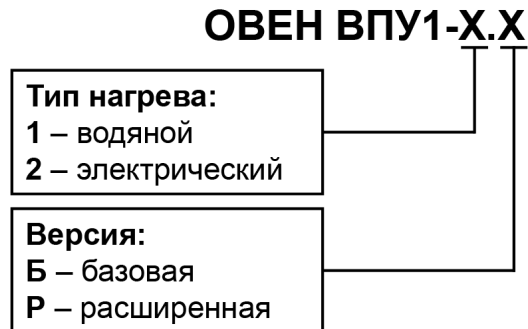 ОВЕН ВПУ1-Х.Х
Тип нагрева:
1 – водяной
2 – электрический
Версия:
Б – базовая
Р – расширенная